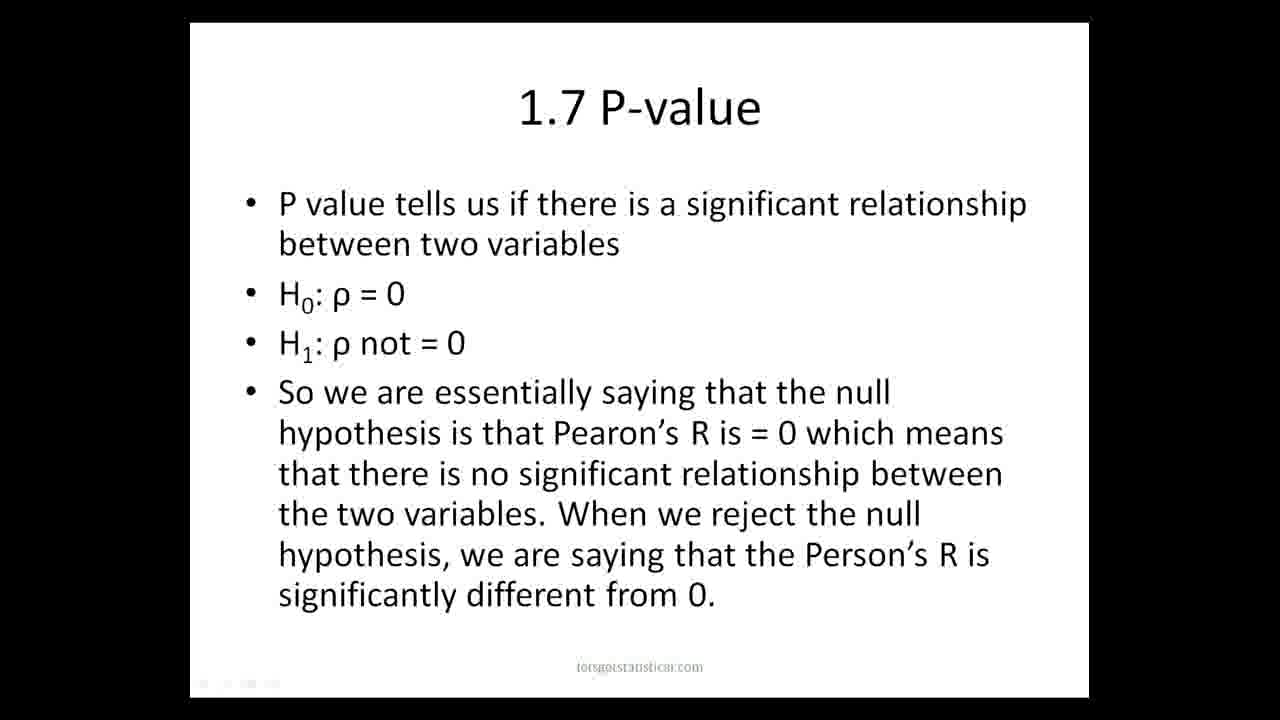 1.7 P-value
• P value tells us if there is a significant relationship
between two variables
• H₀: ρ = 0
• H₁: ρ not = 0
• So we are essentially saying that the null
hypothesis is that Pearon’s R is = 0 which means
that there is no significant relationship between
the two variables. When we reject the null
hypothesis, we are saying that the Person’s R is
significantly different from 0.